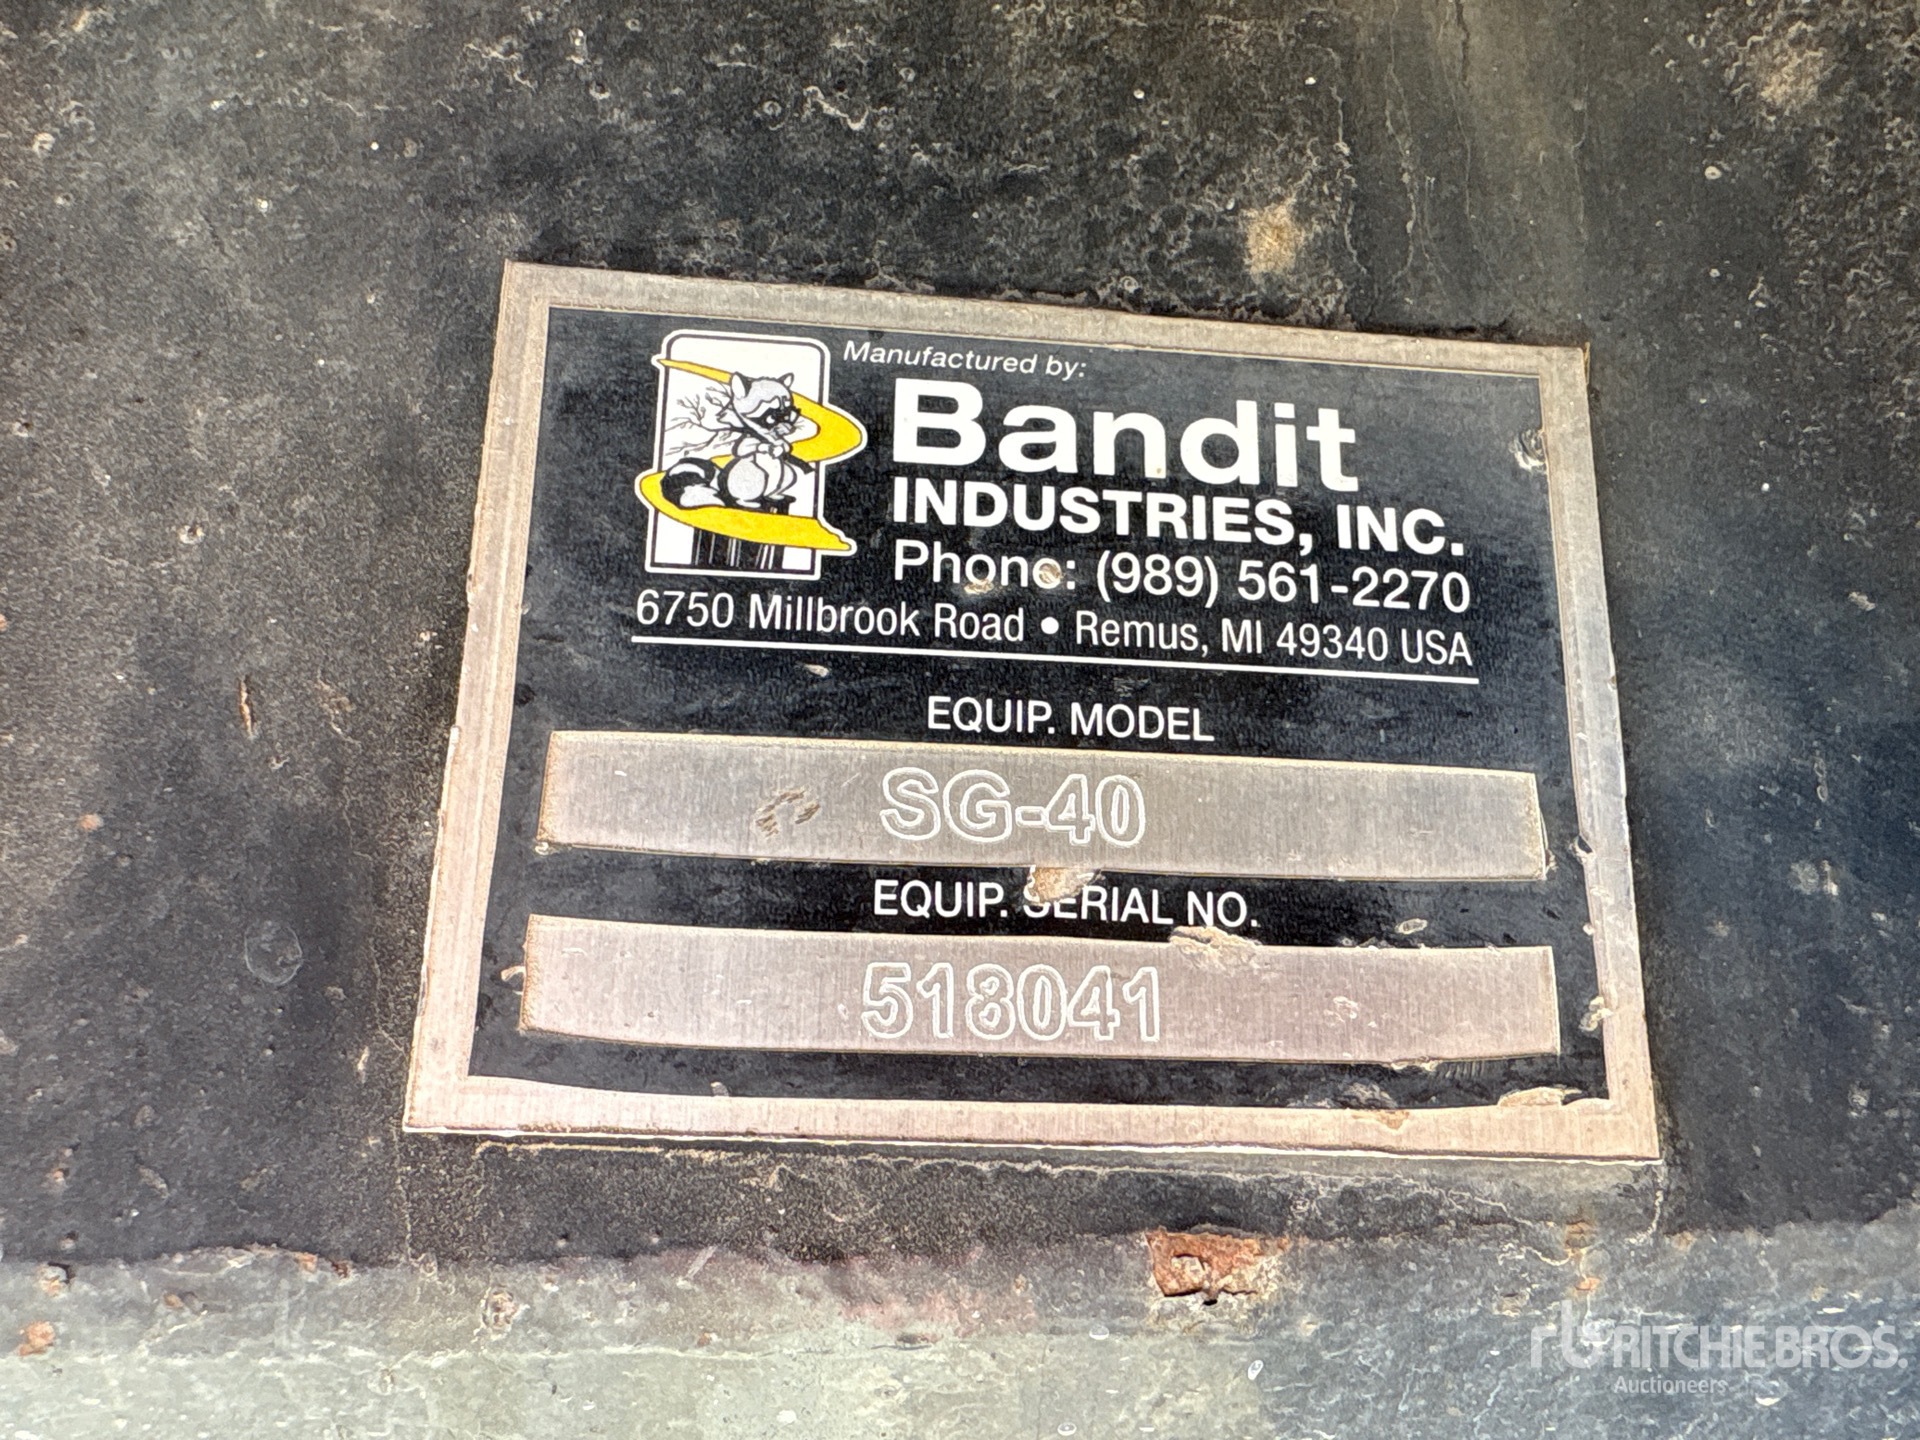 Manufactured by:
Bandit
INDUSTRIES, INC.
Phone: (989) 561-2270
6750 Millbrook Road • Remus, MI 49340 USA
EQUIP. MODEL
SG-40
EQUIP. SERIAL NO.
518041
rb RITCHIE BROS.
Auctioneers